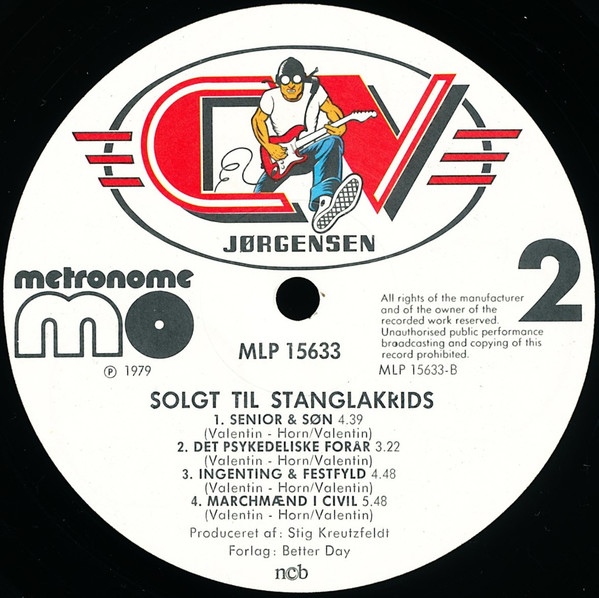 CV
JØRGENSEN
metronome
mo
℗ 1979
MLP 15633
2
All rights of the manufacturer
and of the owner of the
recorded work reserved.
Unauthorised public performance
broadcasting and copying of this
record prohibited.
MLP 15633-B
SOLGT TIL STANGLAKRIDS
1. SENIOR & SØN 4.39
(Valentin - Horn/Valentin)
2. DET PSYKEDELISKE FORÅR 3.22
(Valentin - Horn/Valentin)
3. INGENTING & FESTFYLD 4.48
(Valentin - Horn/Valentin)
4. MARCHMÆND I CIVIL 5.48
(Valentin - Horn/Valentin)
Produceret af: Stig Kreutzfeldt
Forlag: Better Day
ncb